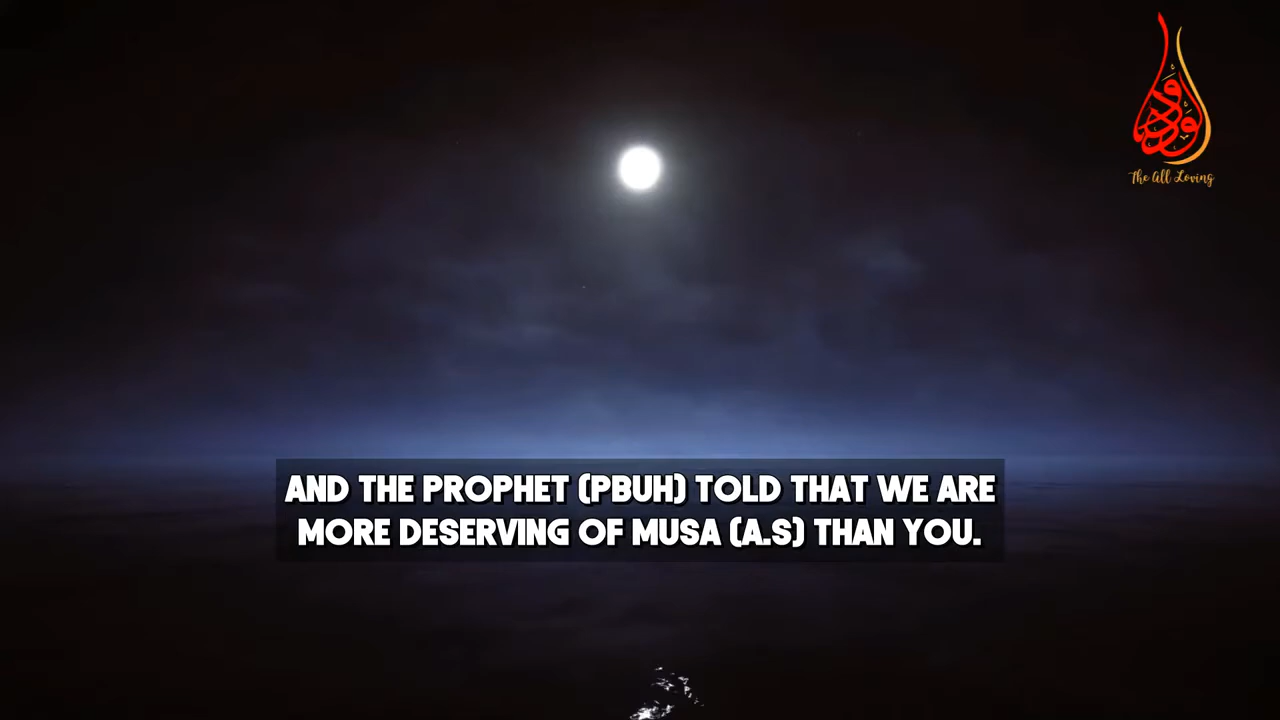 The All Loving
AND THE PROPHET (PBUH) TOLD THAT WE ARE
MORE DESERVING OF MUSA (A.S) THAN YOU.